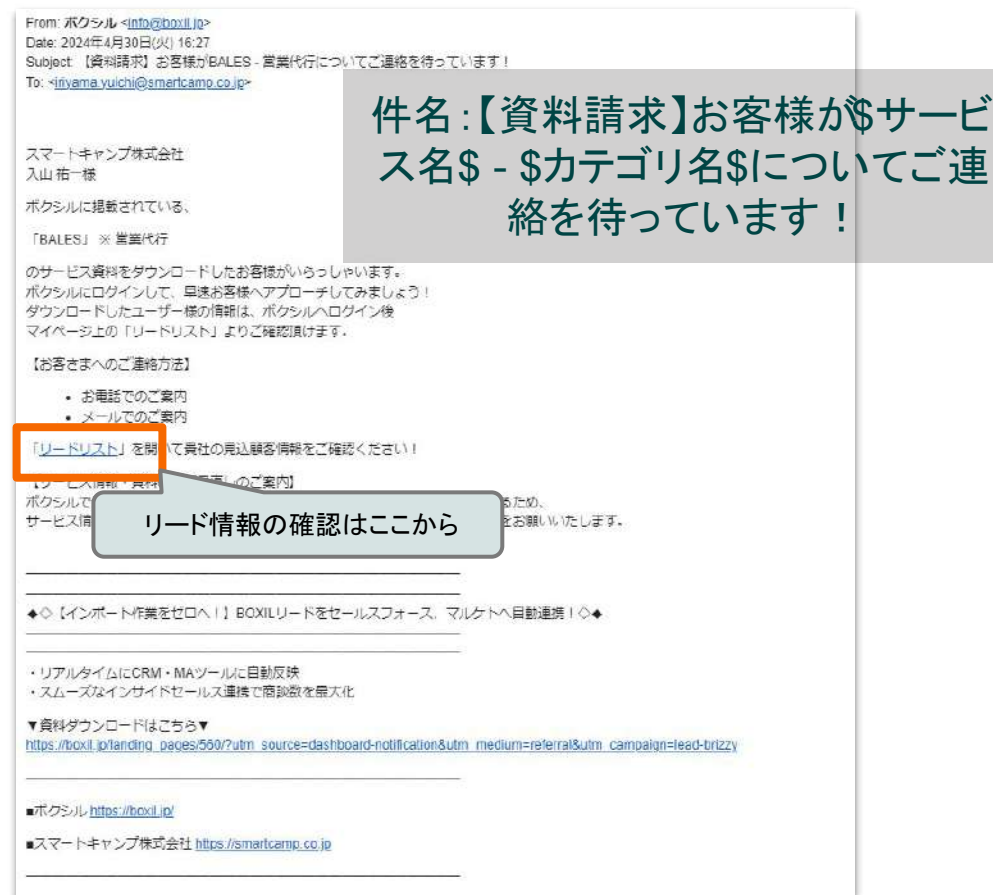 From: ボクシル <info@boxil.jp>
Date: 2024年4月30日(火) 16:27
Subject: 【資料請求】お客様がBALES - 営業代行についてご連絡を待っています！
To: <iriyama.yuichi@smartcamp.co.jp>
件名：【資料請求】お客様が$サービ
ス名$ - $カテゴリ名$についてご連
絡を待っています！
スマートキャンプ株式会社
入山 祐一様
ボクシルに掲載されている、
「BALES」 ※ 営業代行
のサービス資料をダウンロードしたお客様がいらっしゃいます。
ボクシルにログインして、早速お客様へアプローチしてみましょう！
ダウンロードしたユーザー様の情報は、ボクシルへログイン後
マイページ上の「リードリスト」よりご確認頂けます。
【お客さまへのご連絡方法】
• お電話でのご案内
• メールでのご案内
「リードリスト」を開いて貴社の見込顧客情報をご確認ください！
【サービス情報・資料 のご案内】
ボクシルで るため、
サービス情 をお願いいたします。
リード情報の確認はここから
◆◇【インポート作業をゼロへ！】BOXILリードをセールスフォース、マルケトへ自動連携！◇◆
・リアルタイムにCRM・MAツールに自動反映
・スムーズなインサイドセールス連携で商談数を最大化
▼資料ダウンロードはこちら▼
https://boxil.jp/landing_pages/560/?utm_source=dashboard-notification&utm_medium=referral&utm_campaign=lead-brizzy
■ボクシル https://boxil.jp/
■スマートキャンプ株式会社 https://smartcamp.co.jp